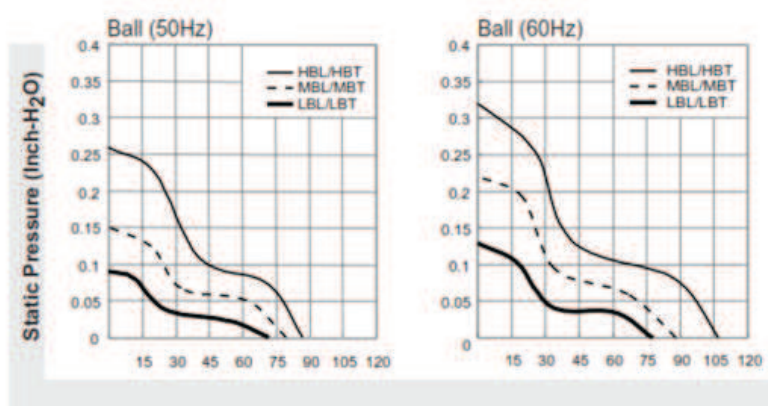 Ball (50Hz)
Static Pressure (Inch-H2O)
0.4
0.35
0.3
0.25
0.2
0.15
0.1
0.05
0
HBL/HBT
MBL/MBT
LBL/LBT
15 30 45 60 75 90 105 120
Ball (60Hz)
0.4
0.35
0.3
0.25
0.2
0.15
0.1
0.05
0
HBL/HBT
MBL/MBT
LBL/LBT
15 30 45 60 75 90 105 120